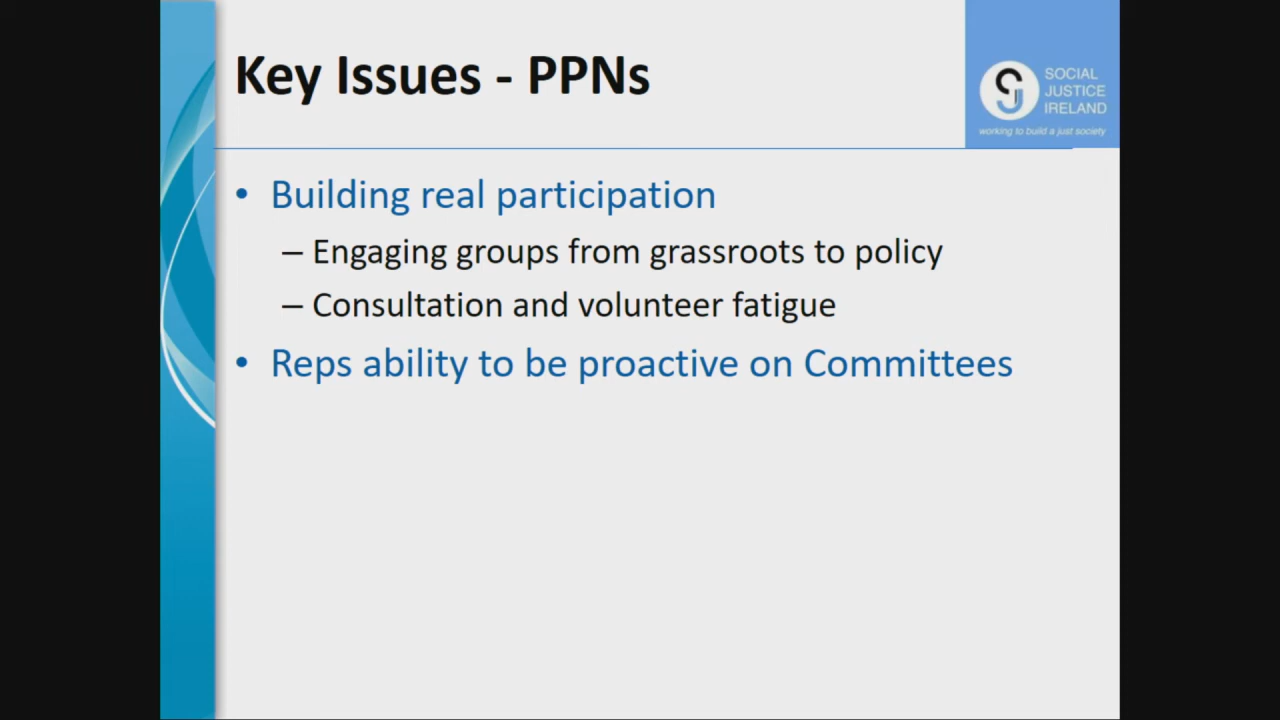 Key Issues - PPNs
SOCIAL
JUSTICE
IRELAND
working to build a just society
• Building real participation
– Engaging groups from grassroots to policy
– Consultation and volunteer fatigue
• Reps ability to be proactive on Committees